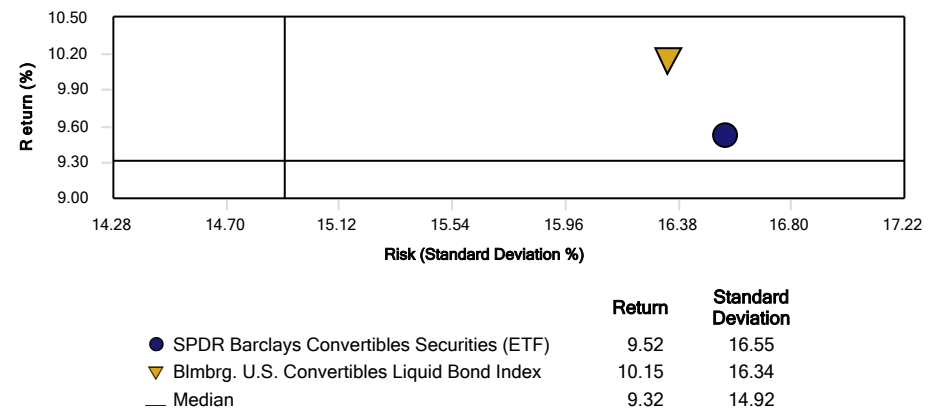 10.50
10.20
9.90
9.60
9.30
9.00
Return (%)
14.28 14.70 15.12 15.54 15.96 16.38 16.80 17.22
Risk (Standard Deviation %)
Return Standard Deviation
SPDR Barclays Convertibles Securities (ETF) 9.52 16.55
Blmbrg. U.S. Convertibles Liquid Bond Index 10.15 16.34
Median 9.32 14.92